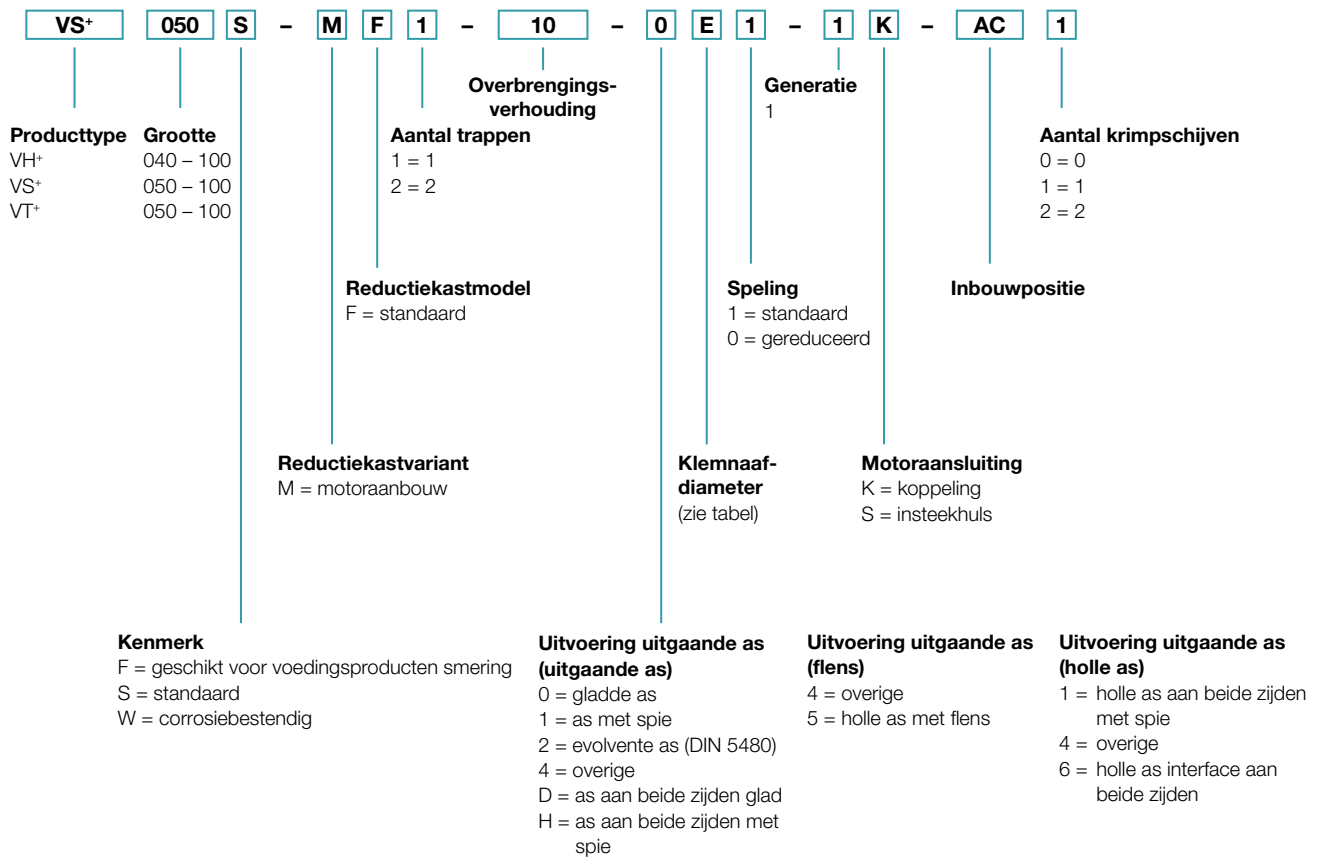 VS⁺ 050 S – M F 1 – 10 – 0 E 1 – 1 K – AC 1
Overbrengings-
verhouding
Generatie
1
Producttype
VH⁺
VS⁺
VT⁺
Grootte
040 – 100
050 – 100
050 – 100
Aantal trappen
1 = 1
2 = 2
Aantal krimpschijven
0 = 0
1 = 1
2 = 2
Reductiekastmodel
F = standaard
Speling
1 = standaard
0 = gereduceerd
Inbouwpositie
Reductiekastvariant
M = motoraanbouw
Klemnaaf-
diameter
(zie tabel)
Motoraansluiting
K = koppeling
S = insteekhuls
Kenmerk
F = geschikt voor voedingsproducten smering
S = standaard
W = corrosiebestendig
Uitvoering uitgaande as
(uitgaande as)
0 = gladde as
1 = as met spie
2 = evolvente as (DIN 5480)
4 = overige
D = as aan beide zijden glad
H = as aan beide zijden met
spie
Uitvoering uitgaande as
(flens)
4 = overige
5 = holle as met flens
Uitvoering uitgaande as
(holle as)
1 = holle as aan beide zijden
met spie
4 = overige
6 = holle as interface aan
beide zijden